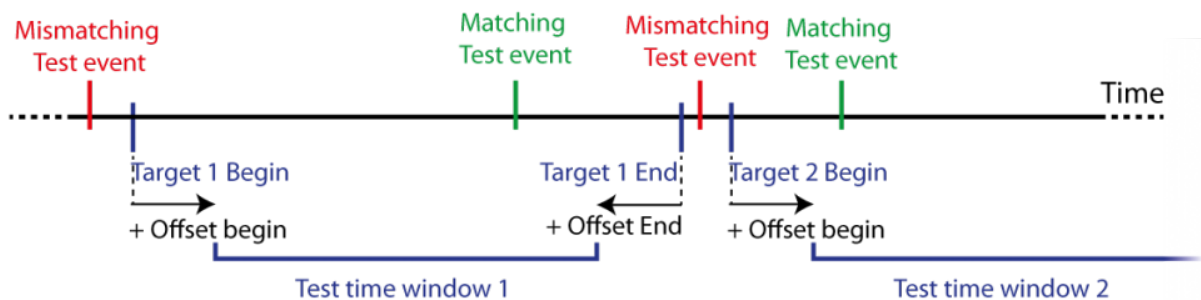 Mismatching
Test event
Matching
Test event
Mismatching
Test event
Matching
Test event
Time
Target 1 Begin
Target 1 End
Target 2 Begin
+ Offset begin
+ Offset End
+ Offset begin
Test time window 1
Test time window 2